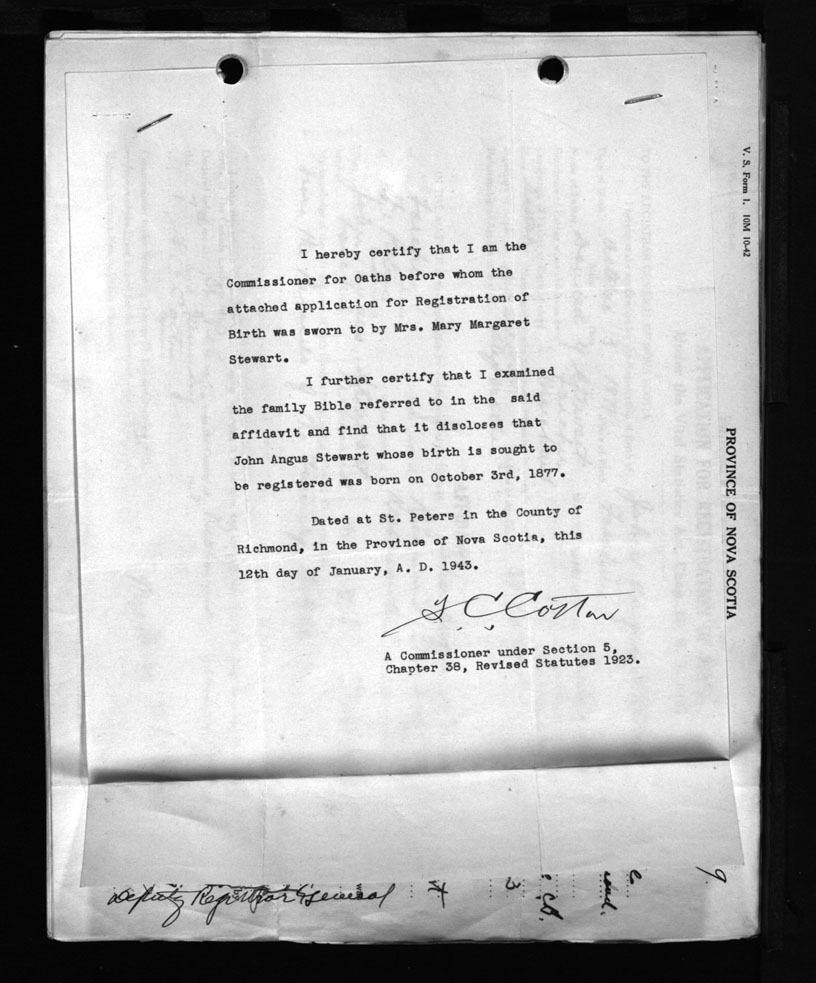 I hereby certify that I am the
Commissioner for Oaths before whom the
attached application for Registration of
Birth was sworn to by Mrs. Mary Margaret
Stewart.
I further certify that I examined
the family Bible referred to in the said
affidavit and find that it discloses that
John Angus Stewart whose birth is sought to
be registered was born on October 3rd, 1877.
Dated at St. Peters in the County of
Richmond, in the Province of Nova Scotia, this
12th day of January, A. D. 1943.
A Commissioner under Section 5,
Chapter 38, Revised Statutes 1923.
V. S. Form 1. 10M 10-42
PROVINCE OF NOVA SCOTIA
Deputy Registrar General
3
9.